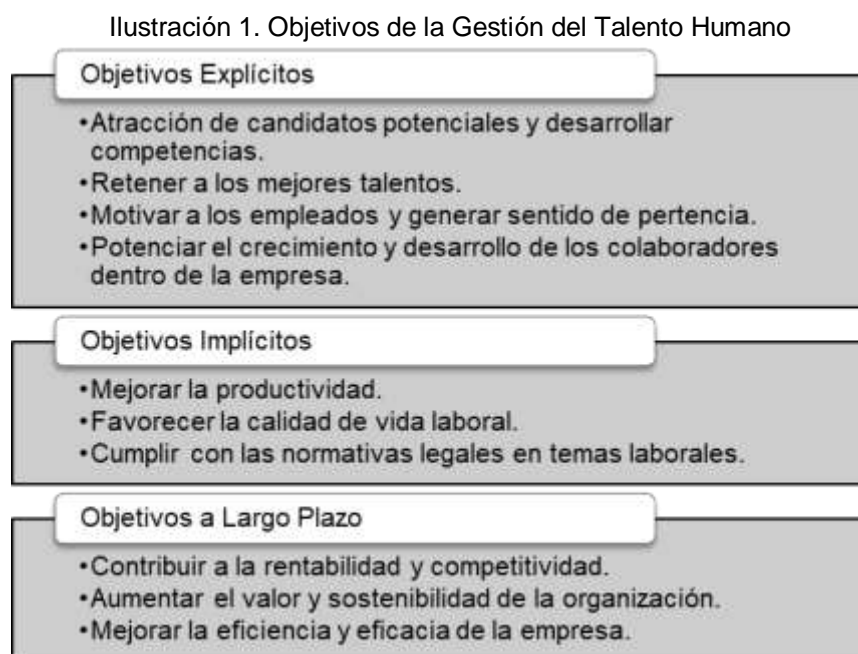 Ilustración 1. Objetivos de la Gestión del Talento Humano
Objetivos Explícitos
•Atracción de candidatos potenciales y desarrollar
competencias.
•Retener a los mejores talentos.
•Motivar a los empleados y generar sentido de pertencia.
•Potenciar el crecimiento y desarrollo de los colaboradores
dentro de la empresa.
Objetivos Implícitos
•Mejorar la productividad.
•Favorecer la calidad de vida laboral.
•Cumplir con las normativas legales en temas laborales.
Objetivos a Largo Plazo
•Contribuir a la rentabilidad y competitividad.
•Aumentar el valor y sostenibilidad de la organización.
•Mejorar la eficiencia y eficacia de la empresa.